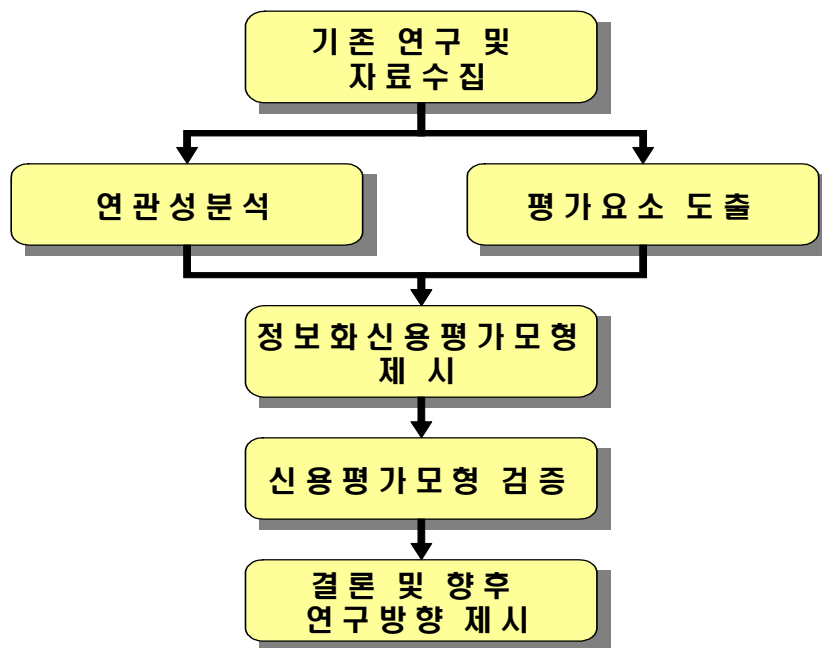 기존 연구 및
자료수집
연관성분석
평가요소 도출
정보화신용평가모형
제 시
신용평가모형 검증
결론 및 향후
연구방향 제시